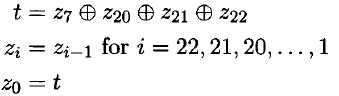 t = z_7 ⊕ z_20 ⊕ z_21 ⊕ z_22
z_i = z_{i−1} for i = 22, 21, 20, . . . , 1
z_0 = t